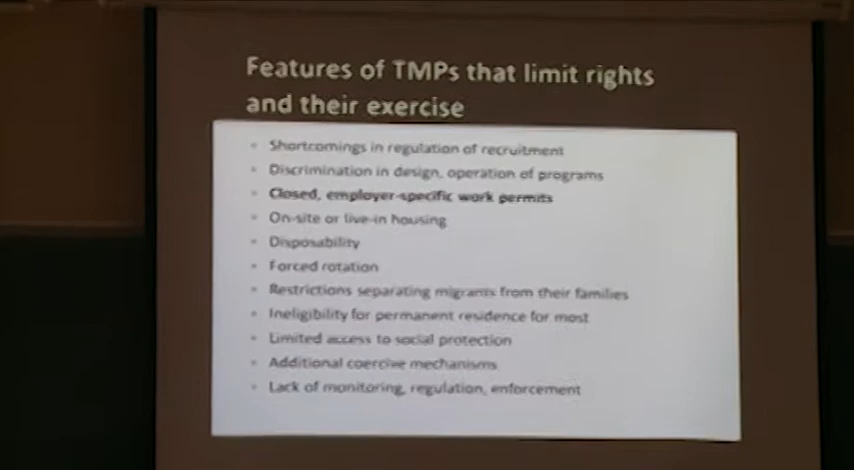 Features of TMPs that limit rights
and their exercise
• Shortcomings in regulation of recruitment
• Discrimination in design, operation of programs
• Closed, employer-specific work permits
• On-site or live-in housing
• Disposability
• Forced rotation
• Restrictions separating migrants from their families
• Ineligibility for permanent residence for most
• Limited access to social protection
• Additional coercive mechanisms
• Lack of monitoring, regulation, enforcement